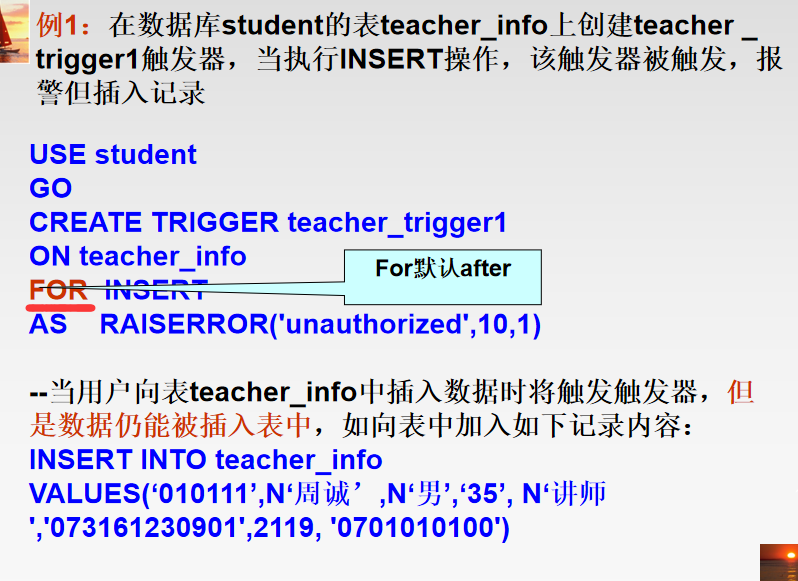 例1：在数据库student的表teacher_info上创建teacher _
trigger1触发器，当执行INSERT操作，该触发器被触发，报
警但插入记录
USE student
GO
CREATE TRIGGER teacher_trigger1
ON teacher_info
For默认after
FOR INSERT
AS RAISERROR('unauthorized',10,1)
--当用户向表teacher_info中插入数据时将触发触发器，但
是数据仍能被插入表中，如向表中加入如下记录内容：
INSERT INTO teacher_info
VALUES(‘010111’,N‘周诚’,N‘男’,‘35’, N‘讲师
','073161230901',2119, '0701010100')